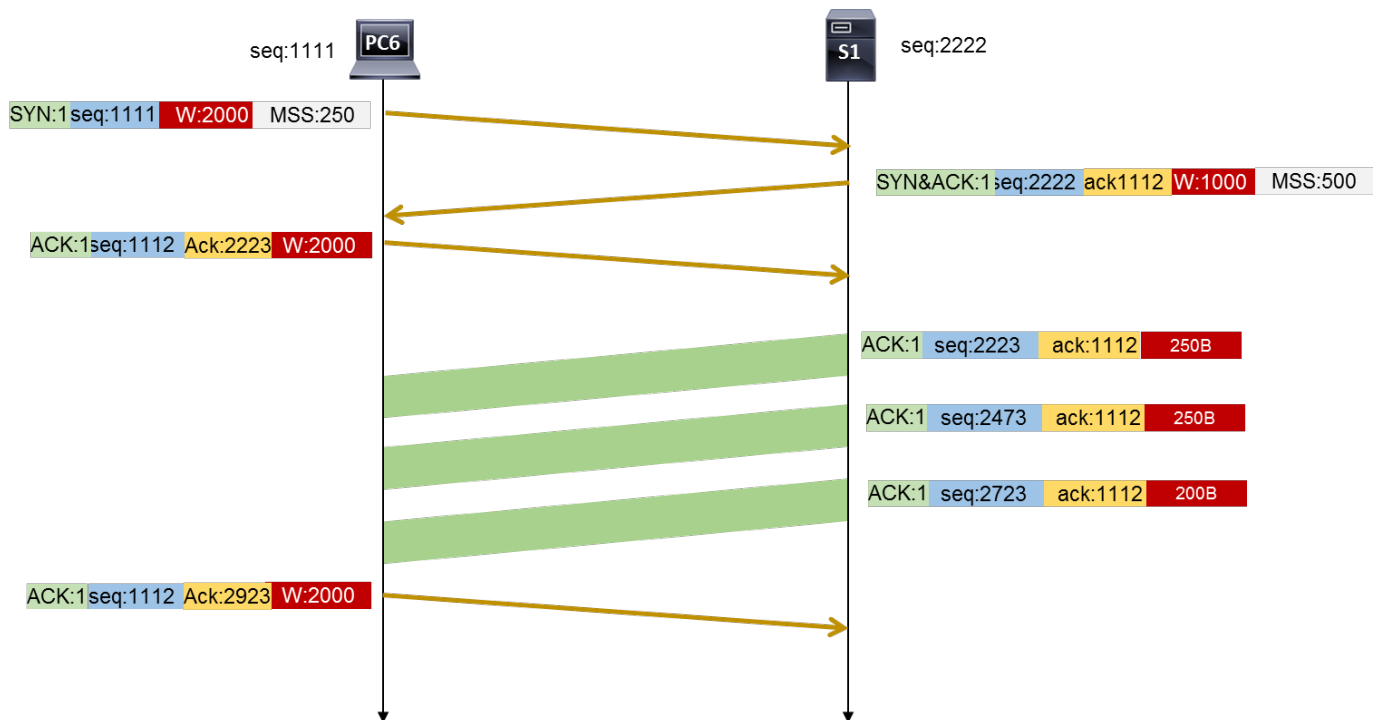 seq:1111
PC6
S1
seq:2222
SYN:1 seq:1111 W:2000 MSS:250
SYN&ACK:1 seq:2222 ack1112 W:1000 MSS:500
ACK:1 seq:1112 Ack:2223 W:2000
ACK:1 seq:2223 ack:1112 250B
ACK:1 seq:2473 ack:1112 250B
ACK:1 seq:2723 ack:1112 200B
ACK:1 seq:1112 Ack:2923 W:2000